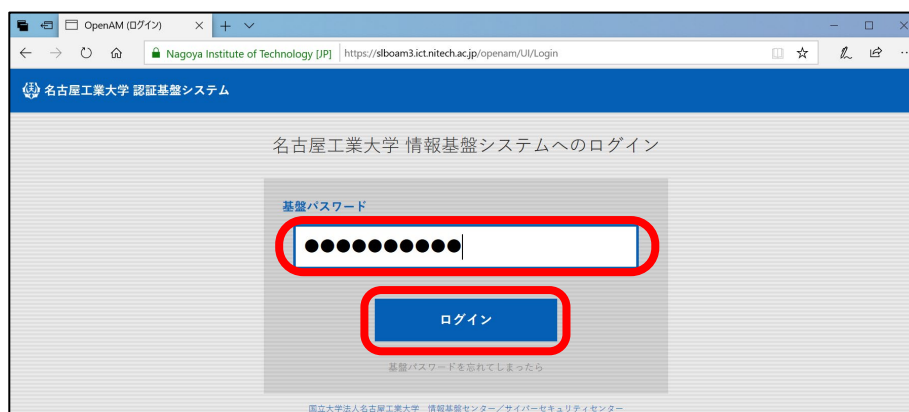 OpenAM (ログイン)
Nagoya Institute of Technology [JP] https://slboam3.ict.nitech.ac.jp/openam/UI/Login
名古屋工業大学 認証基盤システム
名古屋工業大学 情報基盤システムへのログイン
基盤パスワード
●●●●●●●●●●
ログイン
基盤パスワードを忘れてしまったら
国立大学法人名古屋工業大学 情報基盤センター/サイバーセキュリティセンター